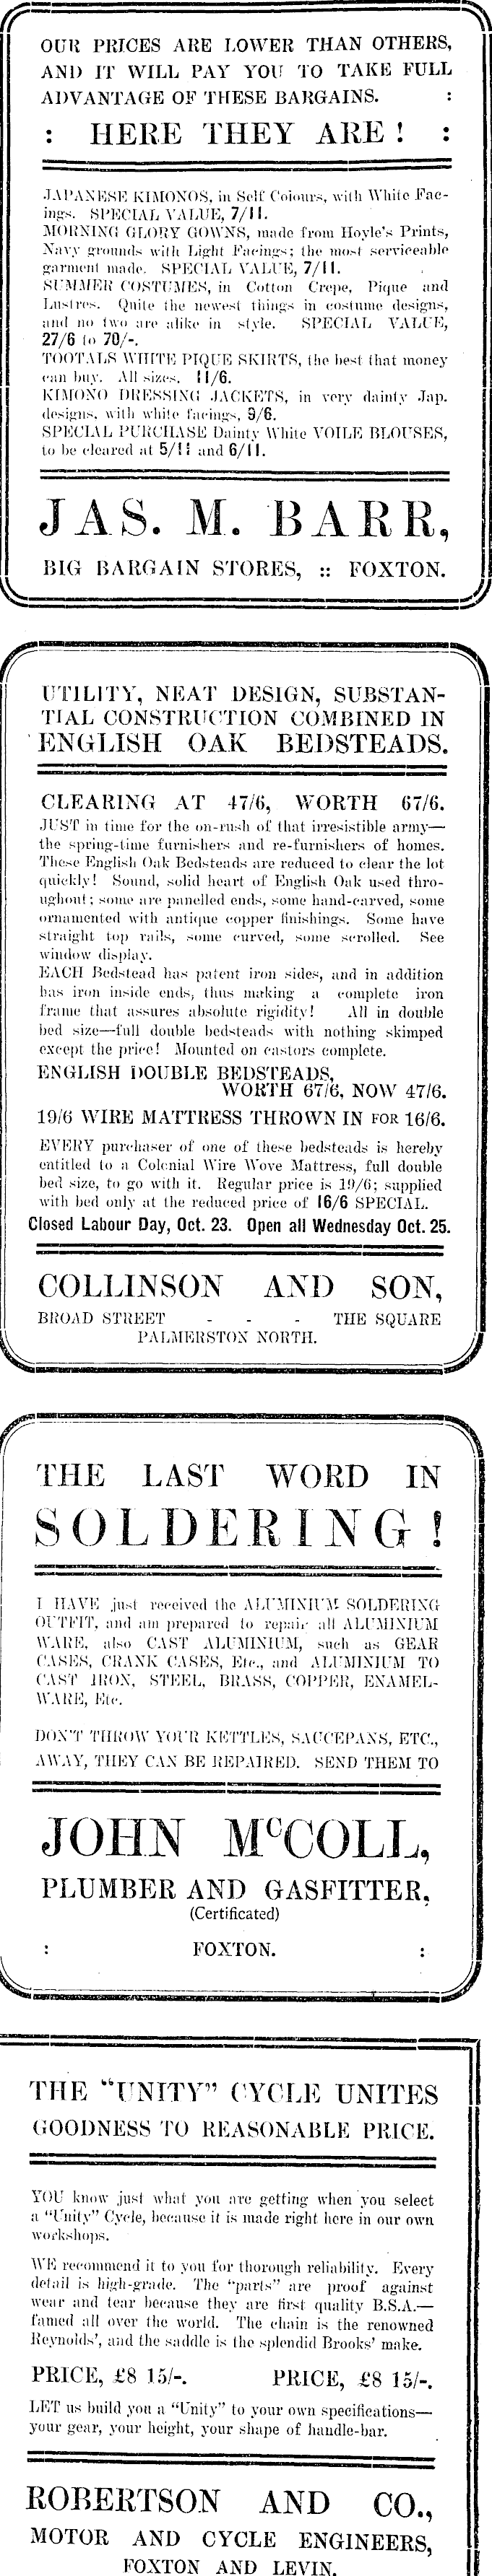 OUR PRICES ARE LOWER THAN OTHERS,
AND IT WILL PAY YOU TO TAKE FULL
ADVANTAGE OF THESE BARGAINS. :
: HERE THEY ARE! :
JAPANESE KIMONOS, in Self Colours, with White Fac-
ings. SPECIAL VALUE, 7/11.
MORNING GLORY GOWNS, made from Hoyle's Prints,
Navy grounds with Light Facings; the most serviceable
garment made. SPECIAL VALUE, 7/11.
SUMMER COSTUMES, in Cotton Crepe, Pique and
Lustres. Quite the newest things in costume designs,
and no two are alike in style. SPECIAL VALUE,
27/6 to 70/-.
TOOTALS WHITE PIQUE SKIRTS, the best that money
can buy. All sizes. 11/6.
KIMONO DRESSING JACKETS, in very dainty Jap.
designs, with white facings, 9/6.
SPECIAL PURCHASE Dainty White VOILE BLOUSES,
to be cleared at 5/11 and 6/11.
JAS. M. BARR,
BIG BARGAIN STORES, :: FOXTON.
UTILITY, NEAT DESIGN, SUBSTAN-
TIAL CONSTRUCTION COMBINED IN
ENGLISH OAK BEDSTEADS.
CLEARING AT 47/6, WORTH 67/6.
JUST in time for the on-rush of that irresistible army—
the spring-time furnishers and re-furnishers of homes.
These English Oak Bedsteads are reduced to clear the lot
quickly! Sound, solid heart of English Oak used thro-
ughout; some are panelled ends, some hand-carved, some
ornamented with antique copper finishings. Some have
straight top rails, some curved, some scrolled. See
window display.
EACH Bedstead has patent iron sides, and in addition
has iron inside ends, thus making a complete iron
frame that assures absolute rigidity! All in double
bed size—full double bedsteads with nothing skimped
except the price! Mounted on castors complete.
ENGLISH DOUBLE BEDSTEADS,
WORTH 67/6, NOW 47/6.
19/6 WIRE MATTRESS THROWN IN FOR 16/6.
EVERY purchaser of one of these bedsteads is hereby
entitled to a Colonial Wire Wove Mattress, full double
bed size, to go with it. Regular price is 19/6; supplied
with bed only at the reduced price of 16/6 SPECIAL.
Closed Labour Day, Oct. 23. Open all Wednesday Oct. 25.
COLLINSON AND SON,
BROAD STREET - - - THE SQUARE
PALMERSTON NORTH.
THE LAST WORD IN
SOLDERING!
I HAVE just received the ALUMINIUM SOLDERING
OUTFIT, and am prepared to repair all ALUMINIUM
WARE, also CAST ALUMINIUM, such as GEAR
CASES, CRANK CASES, Etc., and ALUMINIUM TO
CAST IRON, STEEL, BRASS, COPPER, ENAMEL-
WARE, Etc.
DON'T THROW YOUR KETTLES, SAUCEPANS, ETC.,
AWAY, THEY CAN BE REPAIRED. SEND THEM TO
JOHN McCOLL,
PLUMBER AND GASFITTER,
(Certificated)
: FOXTON. :
THE "UNITY" CYCLE UNITES
GOODNESS TO REASONABLE PRICE.
YOU know just what you are getting when you select
a "Unity" Cycle, because it is made right here in our own
workshops.
WE recommend it to you for thorough reliability. Every
detail is high-grade. The "parts" are proof against
wear and tear because they are first quality B.S.A.—
famed all over the world. The chain is the renowned
Reynolds', and the saddle is the splendid Brooks' make.
PRICE, £8 15/-. PRICE, £8 15/-.
LET us build you a "Unity" to your own specifications—
your gear, your height, your shape of handle-bar.
ROBERTSON AND CO.,
MOTOR AND CYCLE ENGINEERS,
FOXTON AND LEVIN.